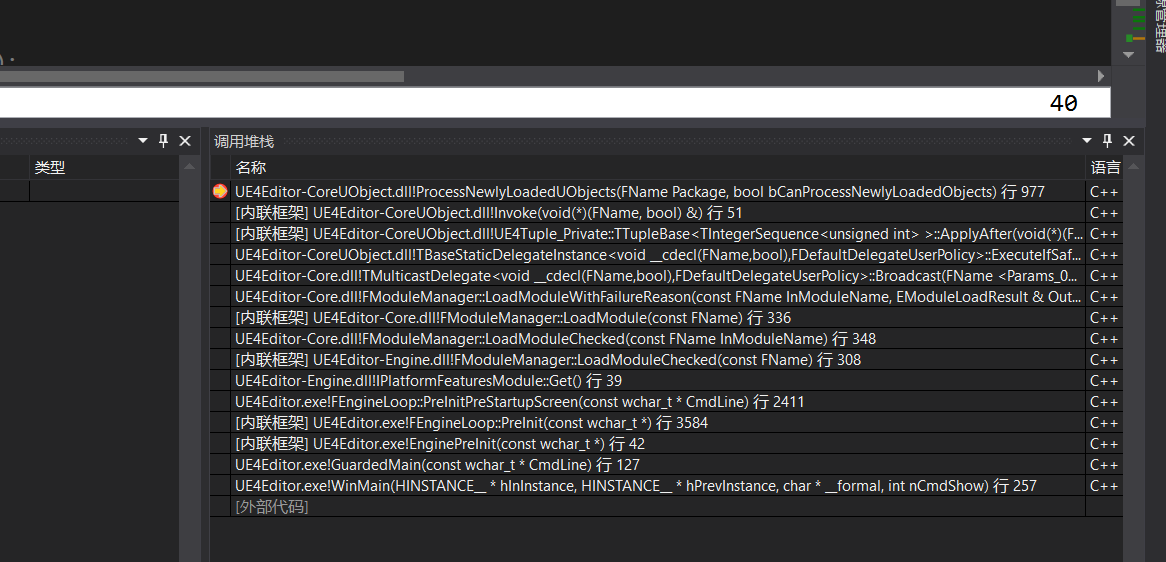 源管理器
40
调用堆栈
类型
名称 语言
UE4Editor-CoreUObject.dll!ProcessNewlyLoadedUObjects(FName Package, bool bCanProcessNewlyLoadedObjects) 行 977 C++
[内联框架] UE4Editor-CoreUObject.dll!Invoke(void(*)(FName, bool) &) 行 51 C++
[内联框架] UE4Editor-CoreUObject.dll!UE4Tuple_Private::TTupleBase<TIntegerSequence<unsigned int> >::ApplyAfter(void(*)(F... C++
UE4Editor-CoreUObject.dll!TBaseStaticDelegateInstance<void __cdecl(FName,bool),FDefaultDelegateUserPolicy>::ExecuteIfSaf... C++
UE4Editor-Core.dll!TMulticastDelegate<void __cdecl(FName,bool),FDefaultDelegateUserPolicy>::Broadcast(FName <Params_0... C++
UE4Editor-Core.dll!FModuleManager::LoadModuleWithFailureReason(const FName InModuleName, EModuleLoadResult & Out... C++
[内联框架] UE4Editor-Core.dll!FModuleManager::LoadModule(const FName) 行 336 C++
UE4Editor-Core.dll!FModuleManager::LoadModuleChecked(const FName InModuleName) 行 348 C++
[内联框架] UE4Editor-Engine.dll!FModuleManager::LoadModuleChecked(const FName) 行 308 C++
UE4Editor-Engine.dll!IPlatformFeaturesModule::Get() 行 39 C++
UE4Editor.exe!FEngineLoop::PreInitPreStartupScreen(const wchar_t * CmdLine) 行 2411 C++
[内联框架] UE4Editor.exe!FEngineLoop::PreInit(const wchar_t *) 行 3584 C++
[内联框架] UE4Editor.exe!EnginePreInit(const wchar_t *) 行 42 C++
UE4Editor.exe!GuardedMain(const wchar_t * CmdLine) 行 127 C++
UE4Editor.exe!WinMain(HINSTANCE__ * hInInstance, HINSTANCE__ * hPrevInstance, char * __formal, int nCmdShow) 行 257 C++
[外部代码]